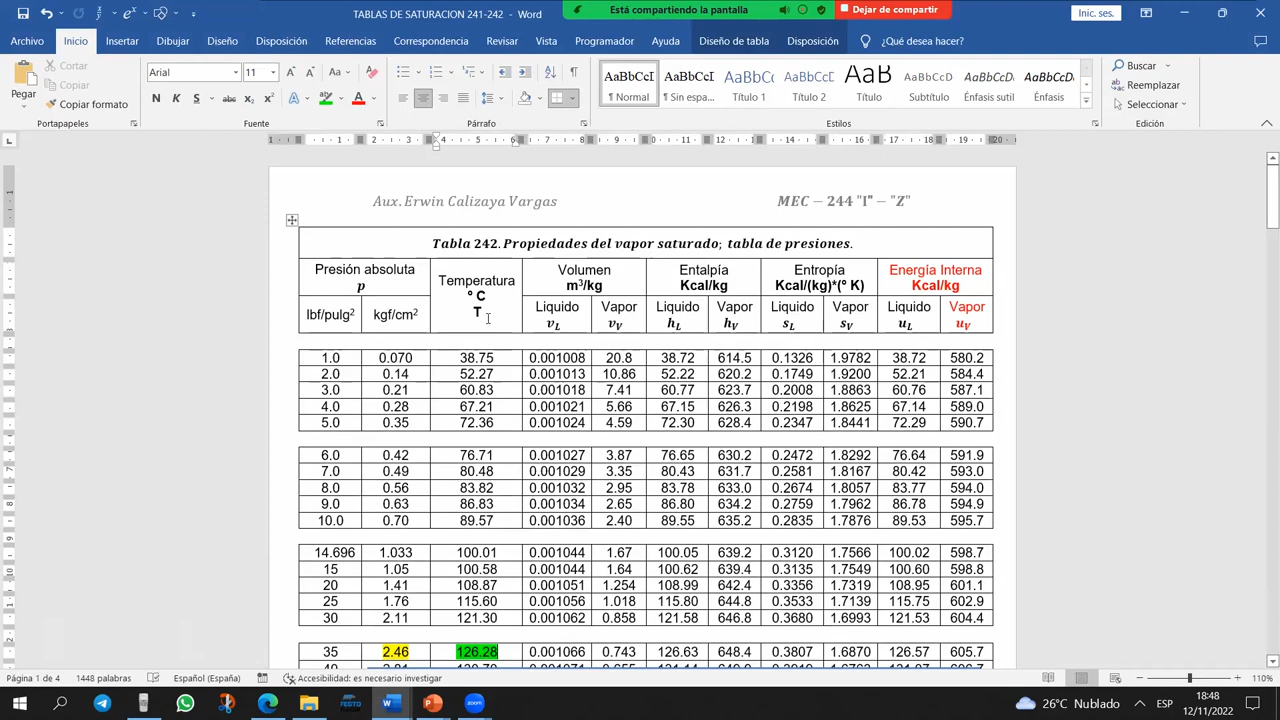 TABLAS DE SATURACION 241-242 - Word
Está compartiendo la pantalla
Dejar de compartir
Inic. ses.
Archivo Inicio Insertar Dibujar Diseño Disposición Referencias Correspondencia Revisar Vista Programador Ayuda Diseño de tabla Disposición ¿Qué desea hacer?
Pegar
Cortar
Copiar
Copiar formato
Arial 11
AaBbCcDc ¶ Normal
AaBbCcDc ¶ Sin espa...
AaBbCc Título 1
AaBbCcD Título 2
AaB Título
AaBbCcD Subtítulo
AaBbCcDc Énfasis sutil
AaBbCcDc Énfasis
Buscar
Reemplazar
Seleccionar
Portapapeles Fuente Párrafo Estilos Edición
Aux. Erwin Calizaya Vargas MEC − 244 "I" − "Z"
Tabla 242. Propiedades del vapor saturado; tabla de presiones.
Presión absoluta p
Temperatura ° C T
Volumen m³/kg
Entalpía Kcal/kg
Entropía Kcal/(kg)*(° K)
Energía Interna Kcal/kg
lbf/pulg² kgf/cm² Liquido vL Vapor vV Liquido hL Vapor hV Liquido sL Vapor sV Liquido uL Vapor uV
1.0 0.070 38.75 0.001008 20.8 38.72 614.5 0.1326 1.9782 38.72 580.2
2.0 0.14 52.27 0.001013 10.86 52.22 620.2 0.1749 1.9200 52.21 584.4
3.0 0.21 60.83 0.001018 7.41 60.77 623.7 0.2008 1.8863 60.76 587.1
4.0 0.28 67.21 0.001021 5.66 67.15 626.3 0.2198 1.8625 67.14 589.0
5.0 0.35 72.36 0.001024 4.59 72.30 628.4 0.2347 1.8441 72.29 590.7
6.0 0.42 76.71 0.001027 3.87 76.65 630.2 0.2472 1.8292 76.64 591.9
7.0 0.49 80.48 0.001029 3.35 80.43 631.7 0.2581 1.8167 80.42 593.0
8.0 0.56 83.82 0.001032 2.95 83.78 633.0 0.2674 1.8057 83.77 594.0
9.0 0.63 86.83 0.001034 2.65 86.80 634.2 0.2759 1.7962 86.78 594.9
10.0 0.70 89.57 0.001036 2.40 89.55 635.2 0.2835 1.7876 89.53 595.7
14.696 1.033 100.01 0.001044 1.67 100.05 639.2 0.3120 1.7566 100.02 598.7
15 1.05 100.58 0.001044 1.64 100.62 639.4 0.3135 1.7549 100.60 598.8
20 1.41 108.87 0.001051 1.254 108.99 642.4 0.3356 1.7319 108.95 601.1
25 1.76 115.60 0.001056 1.018 115.80 644.8 0.3533 1.7139 115.75 602.9
30 2.11 121.30 0.001062 0.858 121.58 646.8 0.3680 1.6993 121.53 604.4
35 2.46 126.28 0.001066 0.743 126.63 648.4 0.3807 1.6870 126.57 605.7
Página 1 de 4 1448 palabras Español (España) Accesibilidad: es necesario investigar 110%
FESTO
zoom
26°C Nublado ESP
18:48
12/11/2022